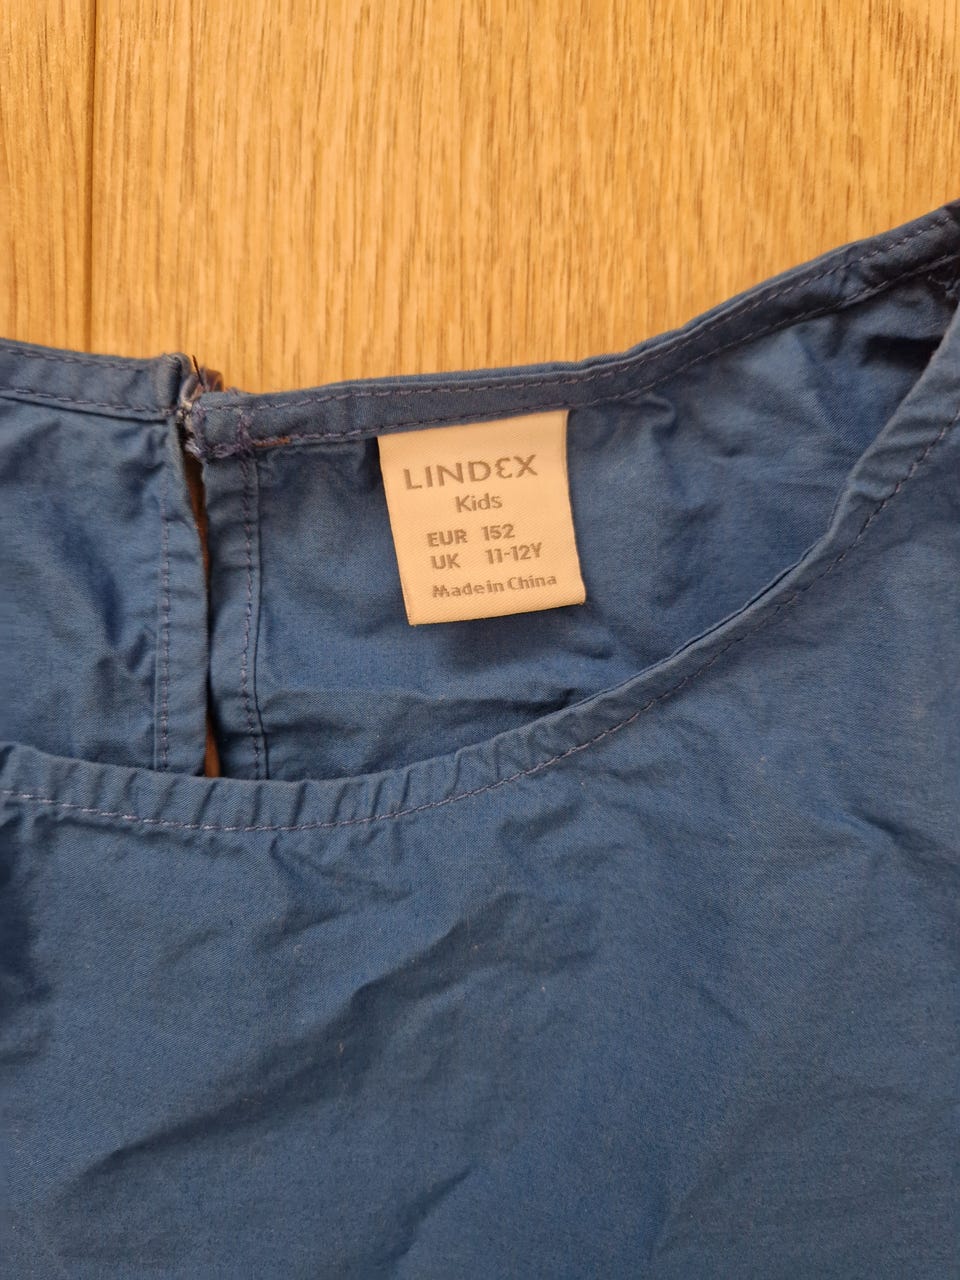 LINDEX
Kids
EUR 152
UK 11-12Y
Made in China